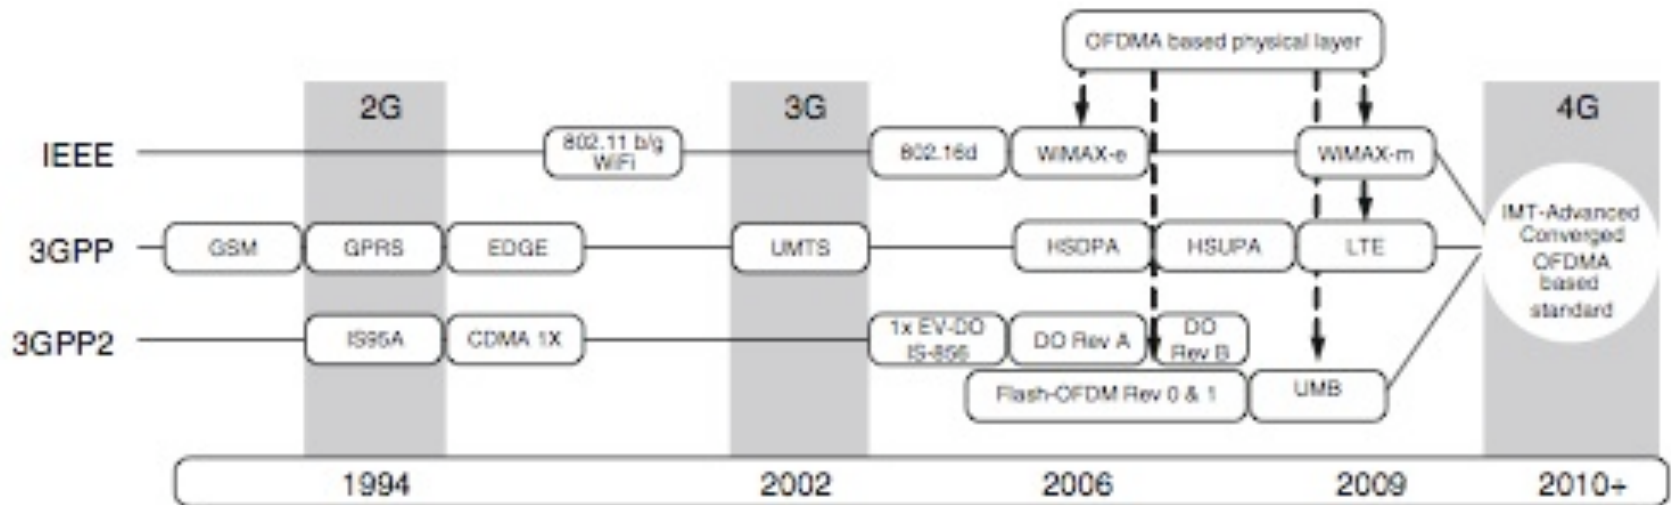 OFDMA based physical layer
2G
3G
4G
IEEE
802.11 b/g
WiFi
802.16d
WiMAX-e
WiMAX-m
3GPP
GSM
GPRS
EDGE
UMTS
HSDPA
HSUPA
LTE
IMT-Advanced
Converged
OFDMA
based
standard
3GPP2
IS95A
CDMA 1X
1x EV-DO
IS-856
DO Rev A
DO
Rev B
Flash-OFDM Rev 0 & 1
UMB
1994
2002
2006
2009
2010+